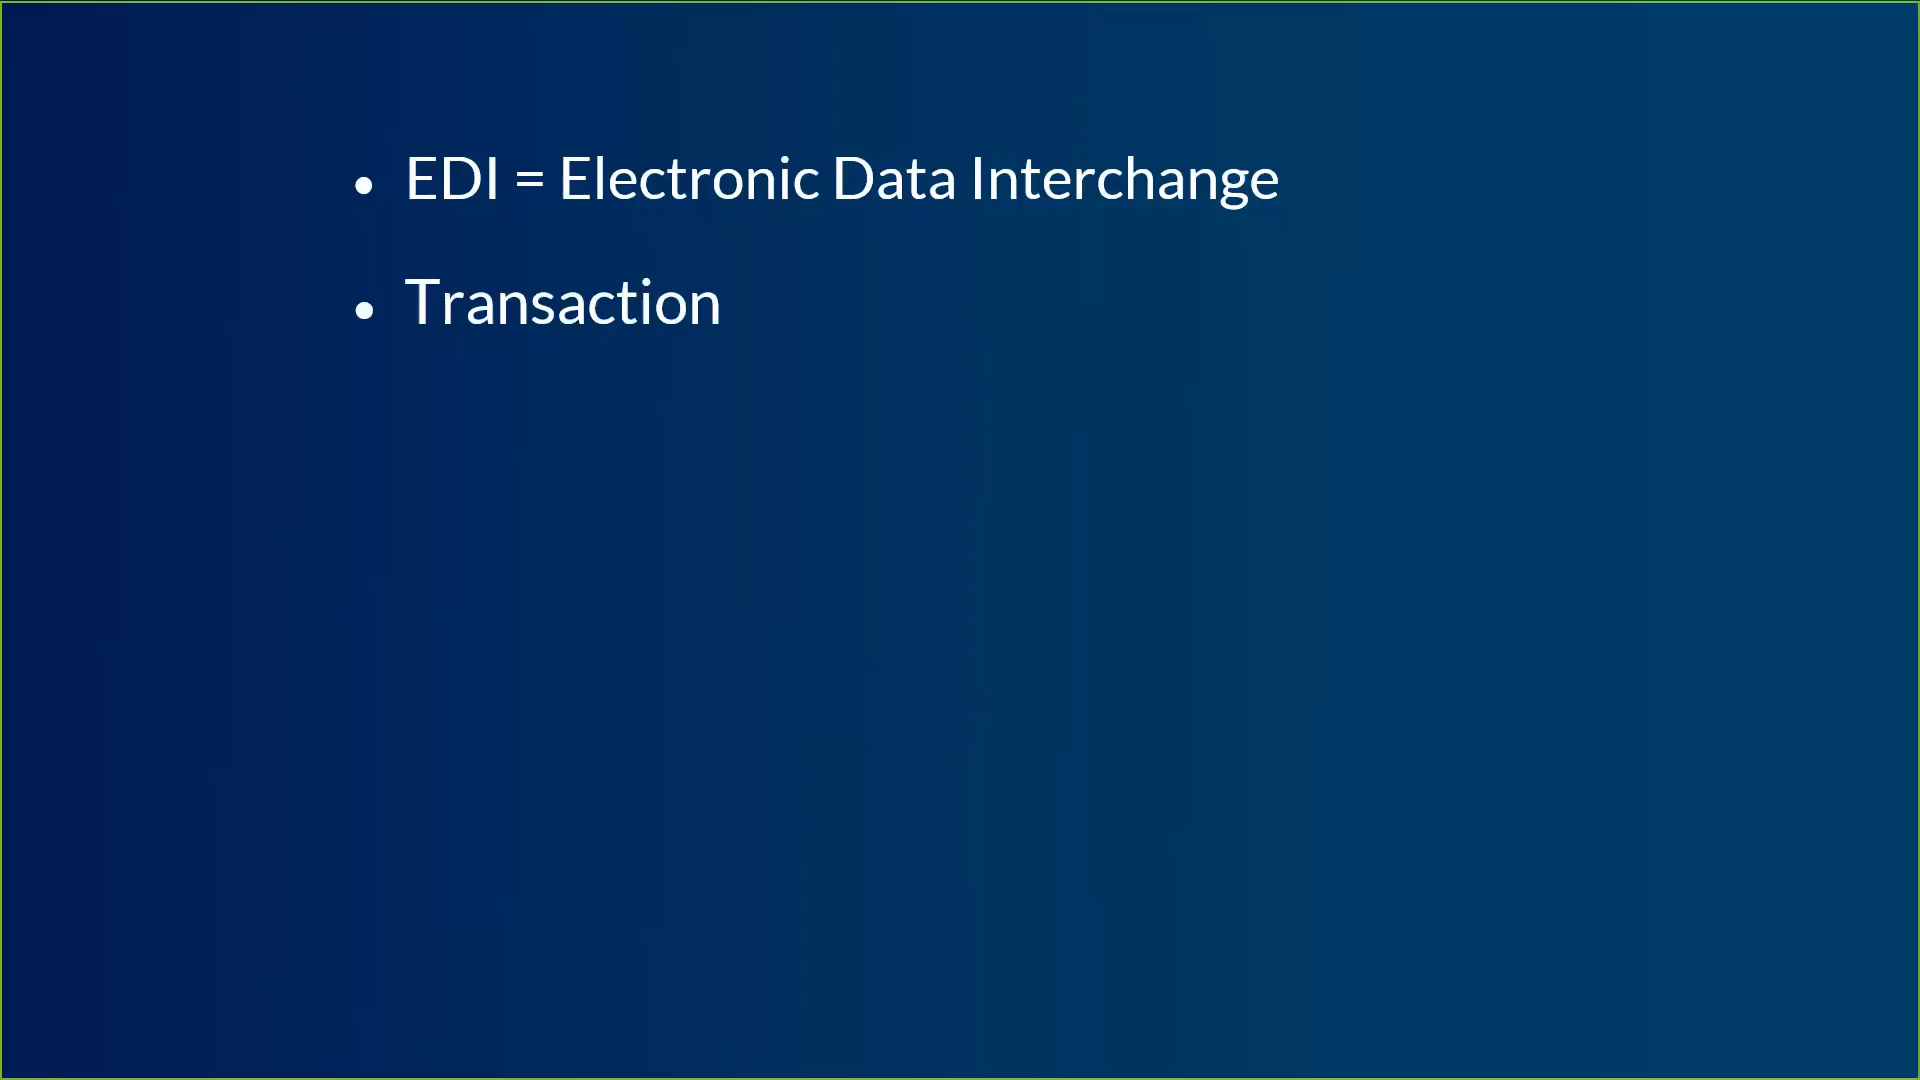 • EDI = Electronic Data Interchange
• Transaction